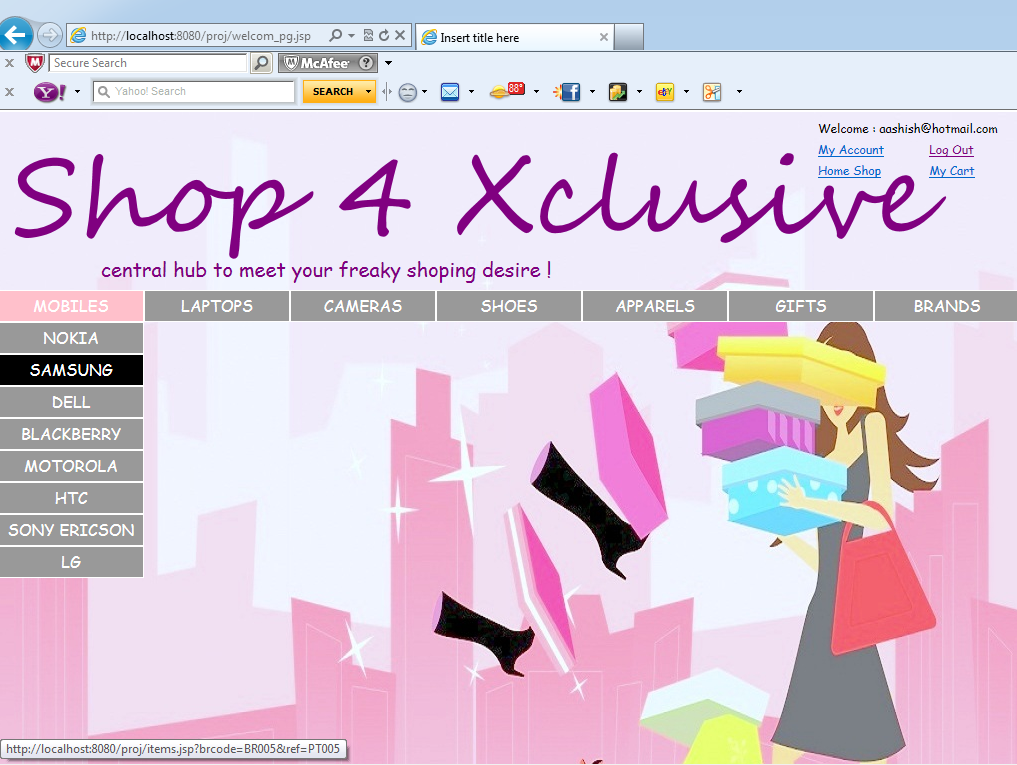 http://localhost:8080/proj/welcom_pg.jsp
Insert title here
Secure Search
McAfee ?
Y! Yahoo! Search SEARCH 88° f ebY
Welcome : aashish@hotmail.com
My Account Log Out
Home Shop My Cart
Shop 4 Xclusive
central hub to meet your freaky shoping desire !
MOBILES LAPTOPS CAMERAS SHOES APPARELS GIFTS BRANDS
NOKIA
SAMSUNG
DELL
BLACKBERRY
MOTOROLA
HTC
SONY ERICSON
LG
http://localhost:8080/proj/items.jsp?brcode=BR005&ref=PT005